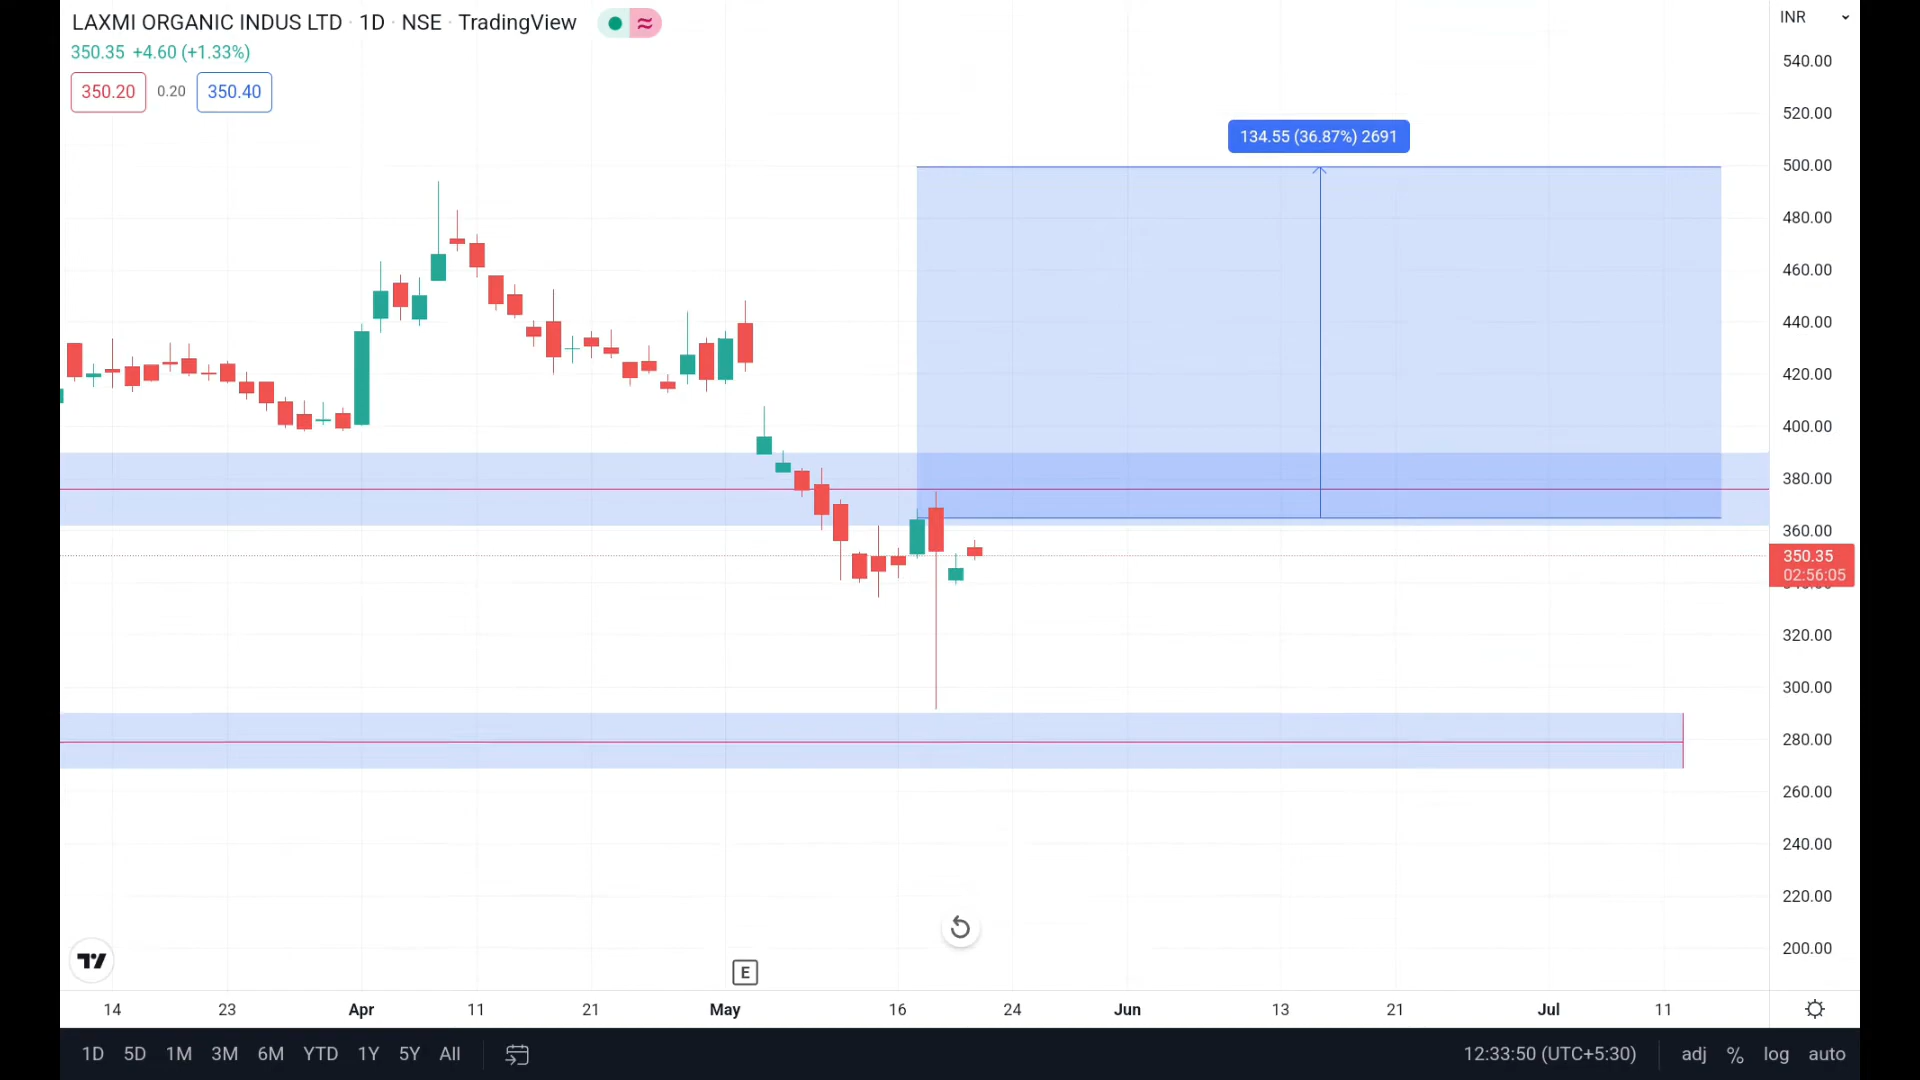 LAXMI ORGANIC INDUS LTD · 1D · NSE · TradingView
INR
350.35 +4.60 (+1.33%)
350.20 0.20 350.40
134.55 (36.87%) 2691
540.00
520.00
500.00
480.00
460.00
440.00
420.00
400.00
380.00
360.00
350.35
02:56:05
320.00
300.00
280.00
260.00
240.00
220.00
200.00
E
14 23 Apr 11 21 May 16 24 Jun 13 21 Jul 11
1D 5D 1M 3M 6M YTD 1Y 5Y All 12:33:50 (UTC+5:30) adj % log auto